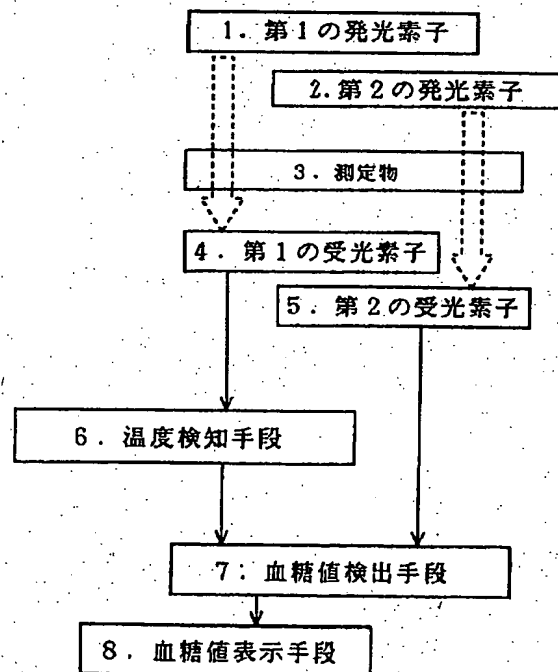 1. 第1の発光素子
2. 第2の発光素子
3. 測定物
4. 第1の受光素子
5. 第2の受光素子
6. 温度検知手段
7. 血糖値検出手段
8. 血糖値表示手段